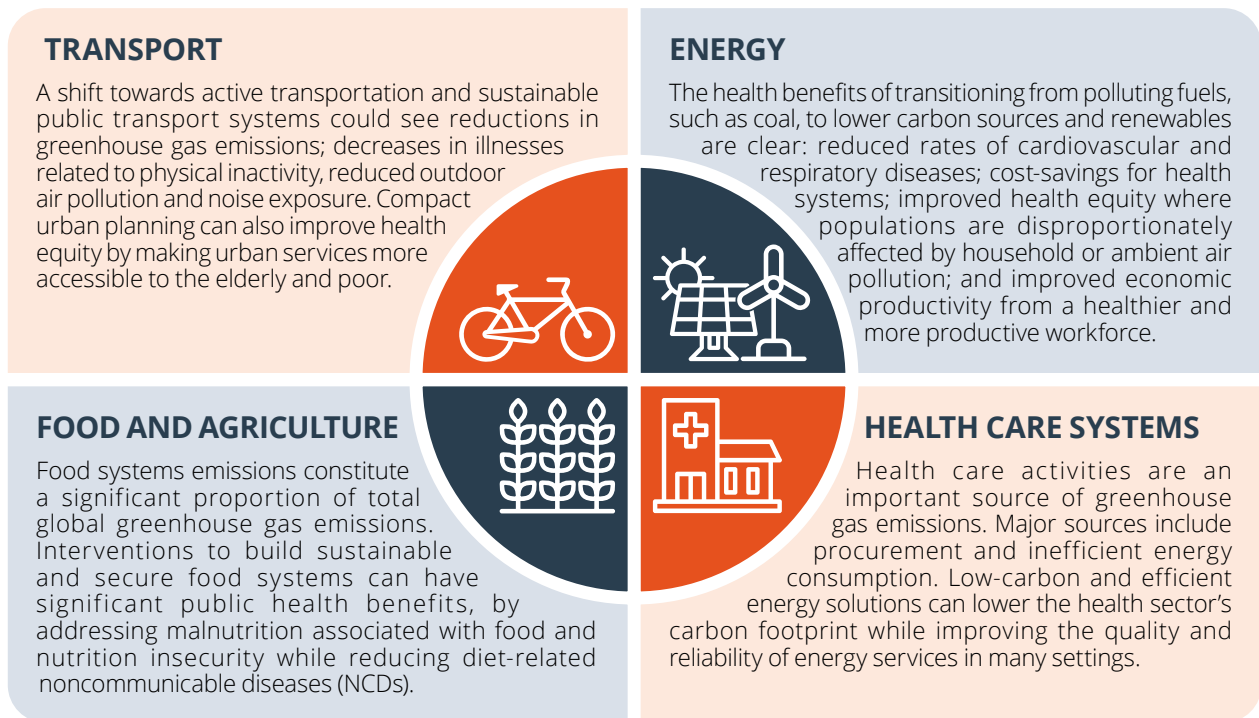 TRANSPORT
A shift towards active transportation and sustainable
public transport systems could see reductions in
greenhouse gas emissions; decreases in illnesses
related to physical inactivity, reduced outdoor
air pollution and noise exposure. Compact
urban planning can also improve health
equity by making urban services more
accessible to the elderly and poor.
ENERGY
The health benefits of transitioning from polluting fuels,
such as coal, to lower carbon sources and renewables
are clear: reduced rates of cardiovascular and
respiratory diseases; cost-savings for health
systems; improved health equity where
populations are disproportionately
affected by household or ambient air
pollution; and improved economic
productivity from a healthier and
more productive workforce.
FOOD AND AGRICULTURE
Food systems emissions constitute
a significant proportion of total
global greenhouse gas emissions.
Interventions to build sustainable
and secure food systems can have
significant public health benefits, by
addressing malnutrition associated with food and
nutrition insecurity while reducing diet-related
noncommunicable diseases (NCDs).
HEALTH CARE SYSTEMS
Health care activities are an
important source of greenhouse
gas emissions. Major sources include
procurement and inefficient energy
consumption. Low-carbon and efficient
energy solutions can lower the health sector’s
carbon footprint while improving the quality and
reliability of energy services in many settings.